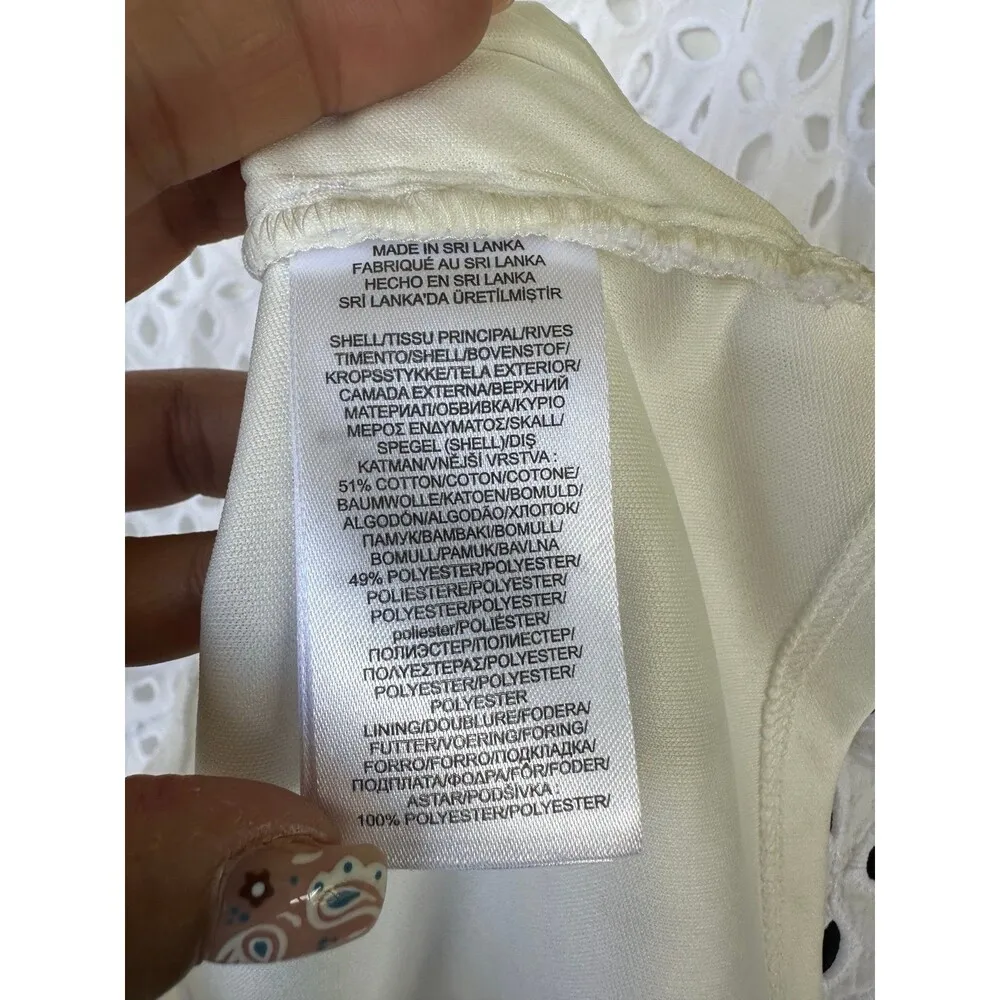 MADE IN SRI LANKA
FABRIQUÉ AU SRI LANKA
HECHO EN SRI LANKA
SRİ LANKA'DA ÜRETİLMİŞTİR
SHELL/TISSU PRINCIPAL/RIVES
TIMENTO/SHELL/BOVENSTOF/
KROPSSTYKKE/TELA EXTERIOR/
CAMADA EXTERNA/ВЕРХНИЙ
МАТЕРИАЛ/ОБВИВКА/ΚΥΡΙΟ
ΜΕΡΟΣ ΕΝΔΥΜΑΤΟΣ/SKALL/
SPEGEL (SHELL)/DIŞ
KATMAN/VNĚJŠÍ VRSTVA :
51% COTTON/COTON/COTONE/
BAUMWOLLE/KATOEN/BOMULD/
ALGODÓN/ALGODÃO/ХЛОПОК/
ПАМУК/ΒΑΜΒΑΚΙ/BOMULL/
BOMULL/PAMUK/BAVLNA
49% POLYESTER/POLYESTER/
POLIESTERE/POLYESTER/
POLYESTER/POLYESTER/
poliester/POLIÉSTER/
ПОЛИЭСТЕР/ПОЛИЕСТЕР/
ΠΟΛΥΕΣΤΕΡΑΣ/POLYESTER/
POLYESTER/POLYESTER/
POLYESTER
LINING/DOUBLURE/FODERA/
FUTTER/VOERING/FORING/
FORRO/FORRO/ПОДКЛАДКА/
ПОДПЛАТА/ΦΟΔΡΑ/FÔR/FODER/
ASTAR/PODŠÍVKA :
100% POLYESTER/POLYESTER/